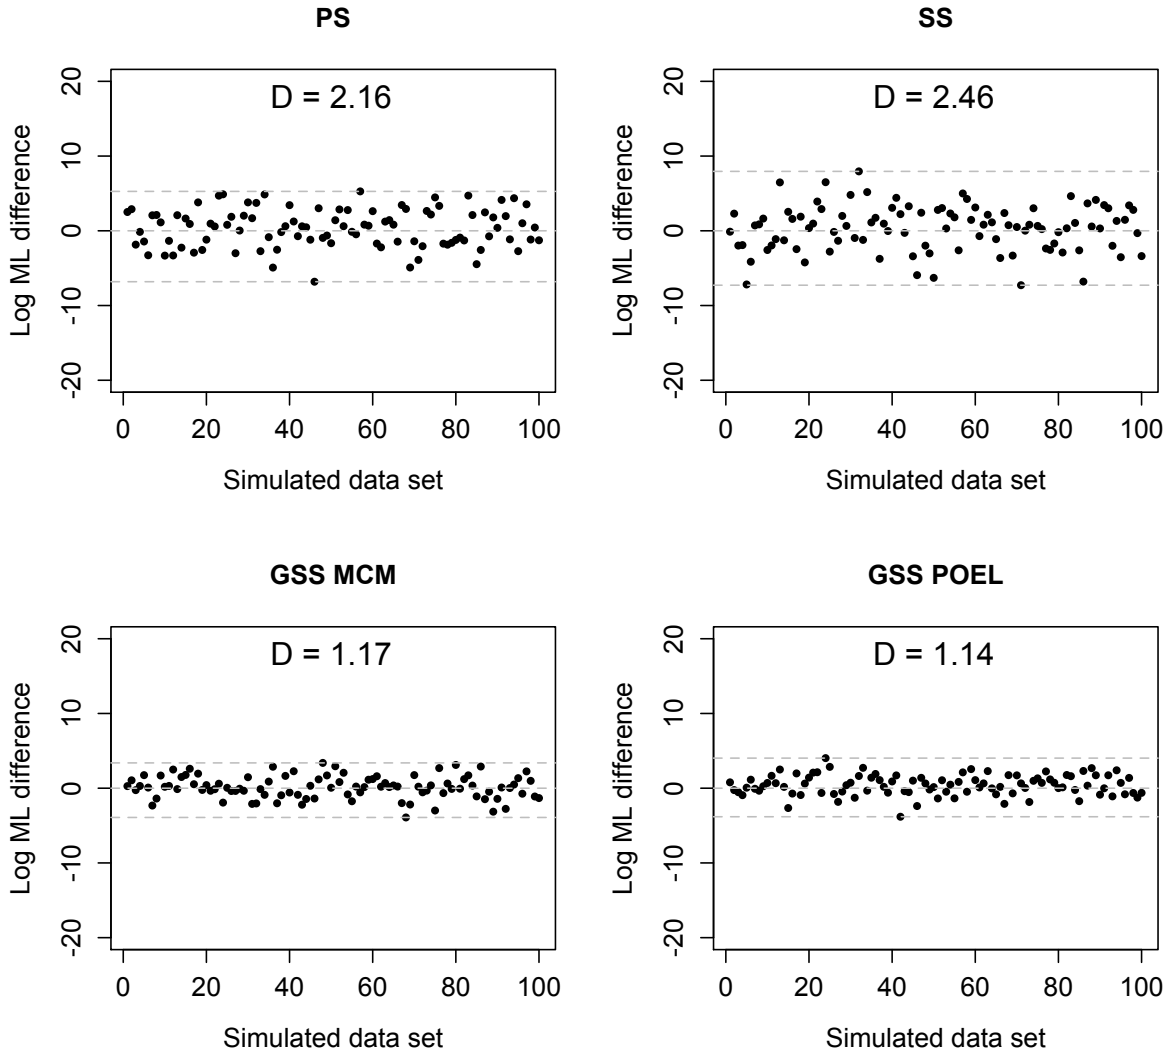 PS
D = 2.16
Log ML difference
20
10
0
-10
-20
0 20 40 60 80 100
Simulated data set
SS
D = 2.46
Log ML difference
20
10
0
-10
-20
0 20 40 60 80 100
Simulated data set
GSS MCM
D = 1.17
Log ML difference
20
10
0
-10
-20
0 20 40 60 80 100
Simulated data set
GSS POEL
D = 1.14
Log ML difference
20
10
0
-10
-20
0 20 40 60 80 100
Simulated data set